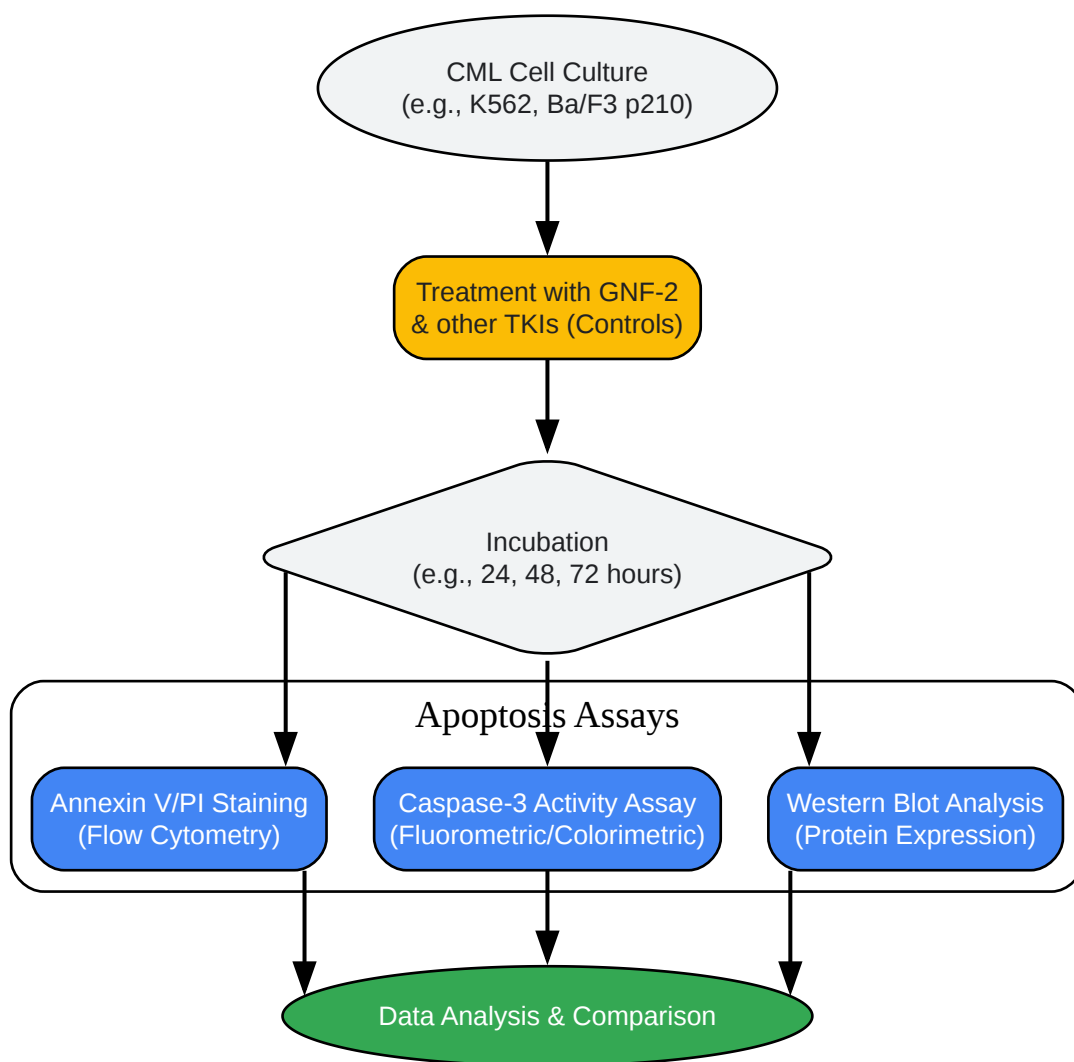 CML Cell Culture
(e.g., K562, Ba/F3 p210)
Treatment with GNF-2
& other TKIs (Controls)
Incubation
(e.g., 24, 48, 72 hours)
Apoptosis Assays
Annexin V/PI Staining
(Flow Cytometry)
Caspase-3 Activity Assay
(Fluorometric/Colorimetric)
Western Blot Analysis
(Protein Expression)
Data Analysis & Comparison